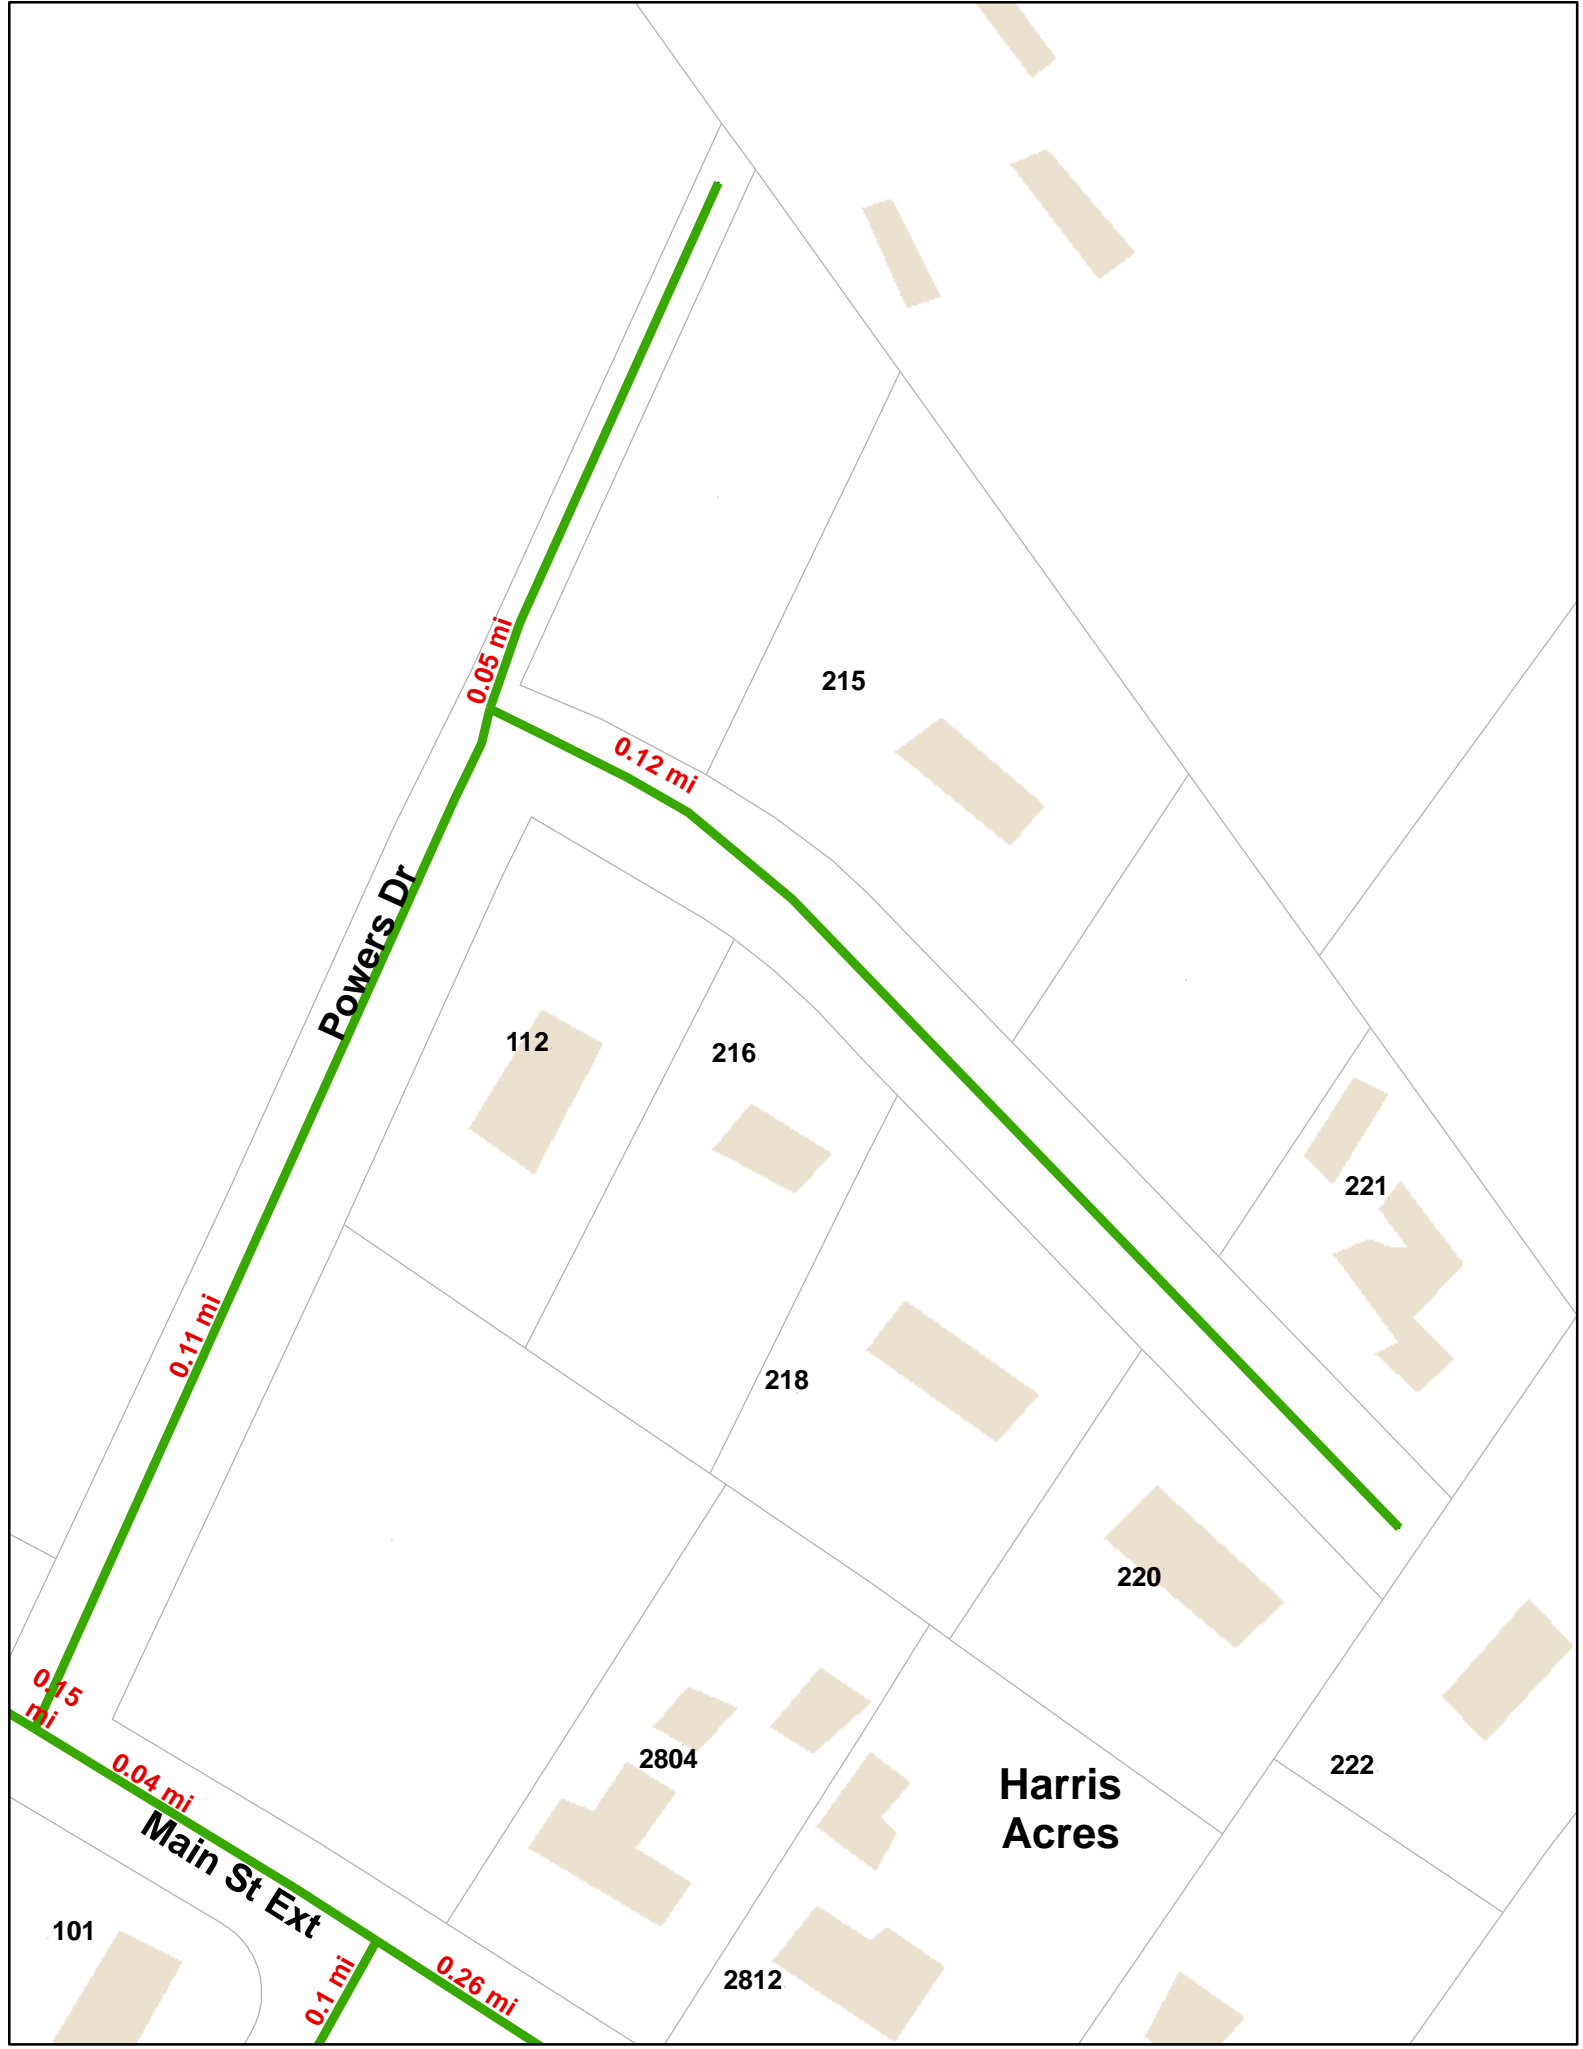 0.05 mi
215
0.12 mi
Powers Dr
112
216
221
0.11 mi
218
220
0.15
mi
2804
222
0.04 mi
Harris
Acres
Main St Ext
101
0.1 mi
0.26 mi
2812